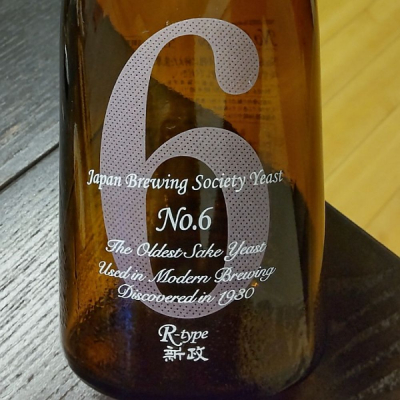 6
Japan Brewing Society Yeast
No.6
The Oldest Sake Yeast
Used in Modern Brewing
Discovered in 1930
R-type
新政